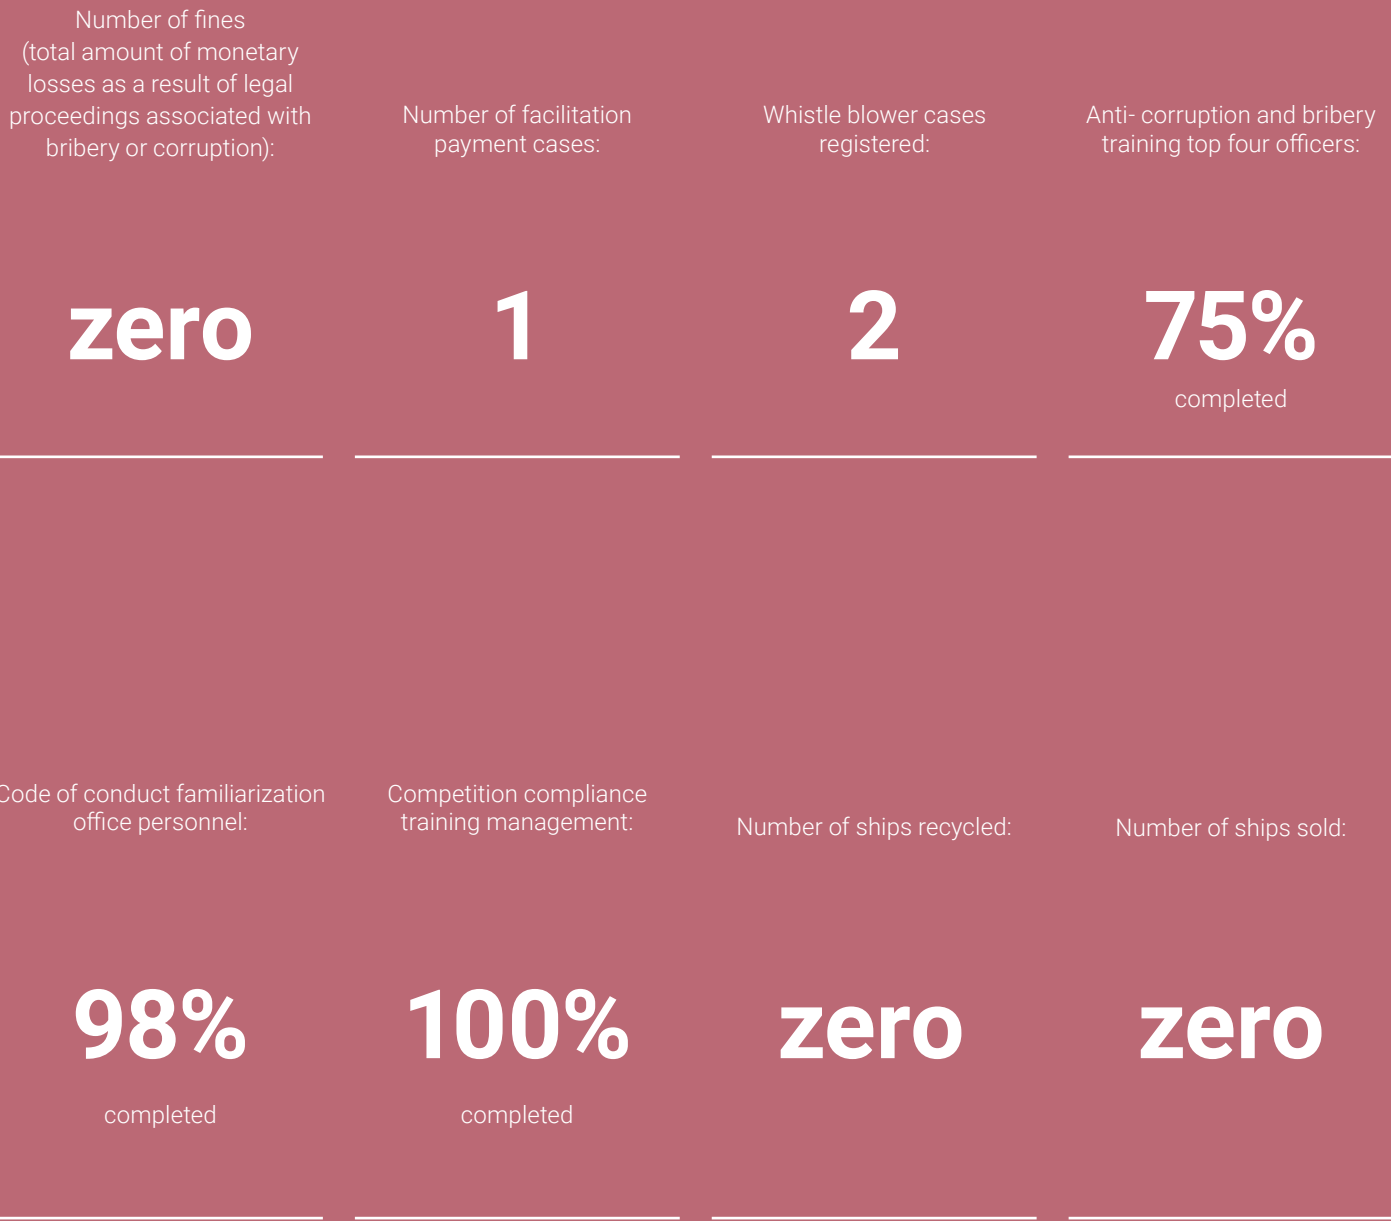 Number of fines
(total amount of monetary
losses as a result of legal
proceedings associated with
bribery or corruption):
zero
Number of facilitation
payment cases:
1
Whistle blower cases
registered:
2
Anti- corruption and bribery
training top four officers:
75%
completed
Code of conduct familiarization
office personnel:
98%
completed
Competition compliance
training management:
100%
completed
Number of ships recycled:
zero
Number of ships sold:
zero